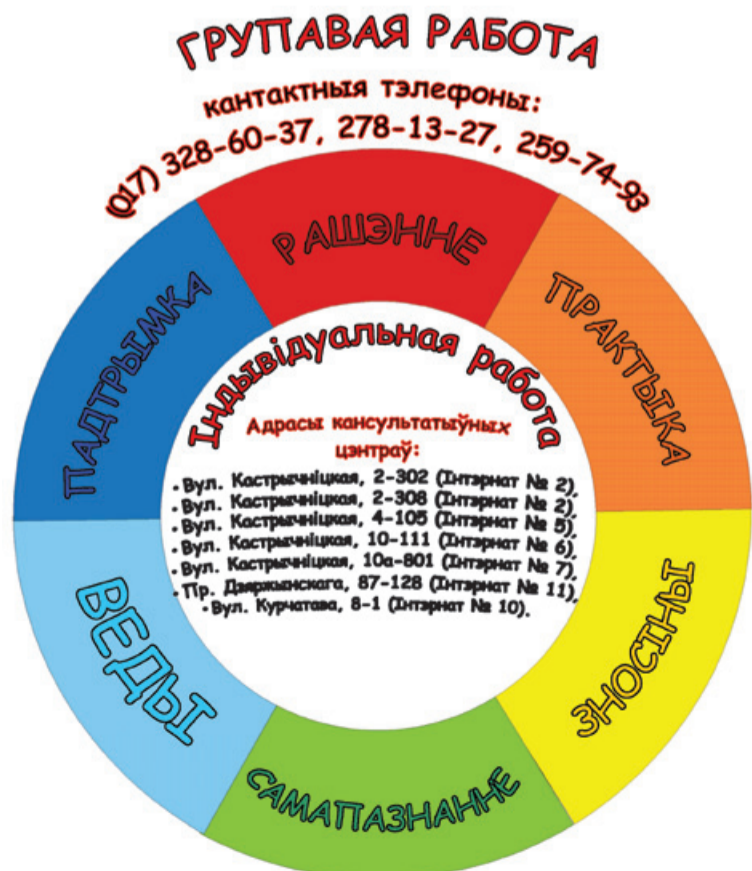 ГРУПАВАЯ РАБОТА
кантактныя тэлефоны:
(017) 328-60-37, 278-13-27, 259-74-93
РАШЭННЕ
ПРАКТЫКА
ЗНОСІНЫ
САМАПАЗНАННЕ
ВЕДЫ
ПАДТРЫМКА
Індывідуальная работа
Адрасы кансультатыўных
цэнтраў:
• Вул. Кастрычніцкая, 2-302 (Інтэрнат № 2),
• Вул. Кастрычніцкая, 2-308 (Інтэрнат № 2),
• Вул. Кастрычніцкая, 4-105 (Інтэрнат № 5),
• Вул. Кастрычніцкая, 10-111 (Інтэрнат № 6),
• Вул. Кастрычніцкая, 10а-801 (Інтэрнат № 7),
• Пр. Дзяржынскага, 87-128 (Інтэрнат № 11),
• Вул. Курчатава, 8-1 (Інтэрнат № 10).